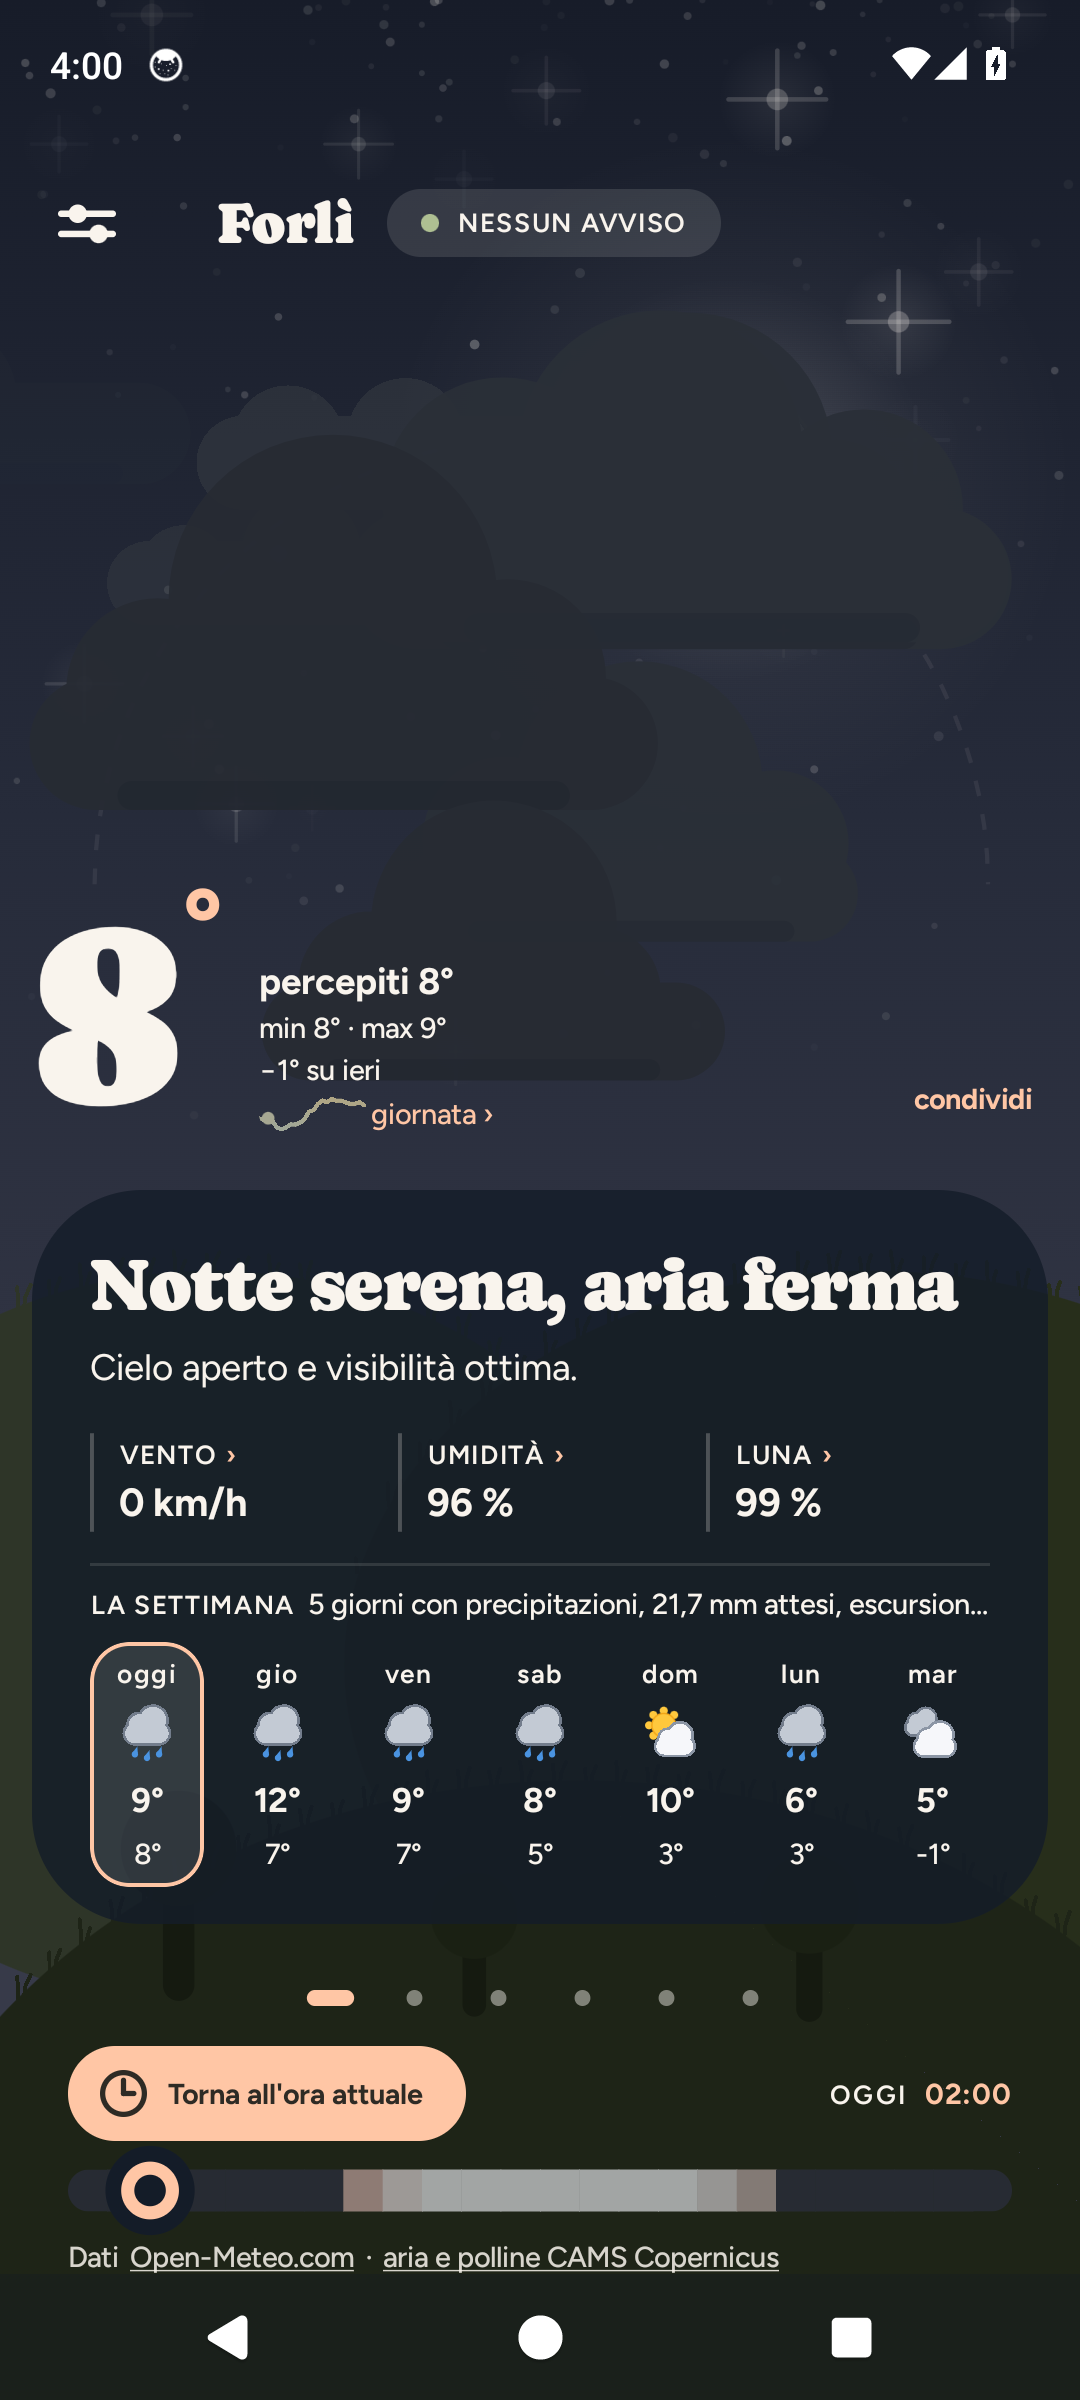 4:00
Forlì
NESSUN AVVISO
8°
percepiti 8°
min 8° · max 9°
−1° su ieri
giornata ›
condividi
Notte serena, aria ferma
Cielo aperto e visibilità ottima.
VENTO › UMIDITÀ › LUNA ›
0 km/h 96 % 99 %
LA SETTIMANA 5 giorni con precipitazioni, 21,7 mm attesi, escursion...
oggi gio ven sab dom lun mar
9° 12° 9° 8° 10° 6° 5°
8° 7° 7° 5° 3° 3° -1°
Torna all'ora attuale
OGGI 02:00
Dati Open-Meteo.com · aria e polline CAMS Copernicus